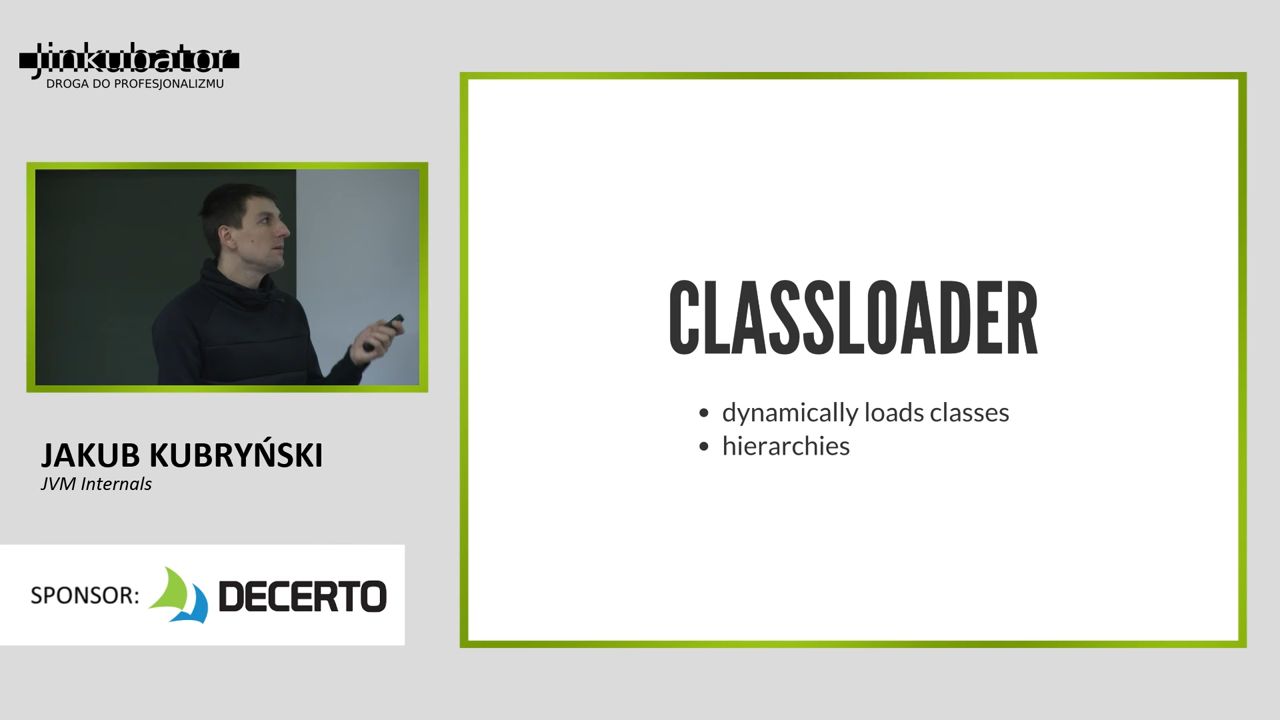 Jinkubator
DROGA DO PROFESJONALIZMU
JAKUB KUBRYŃSKI
JVM Internals
SPONSOR: DECERTO
CLASSLOADER
• dynamically loads classes
• hierarchies